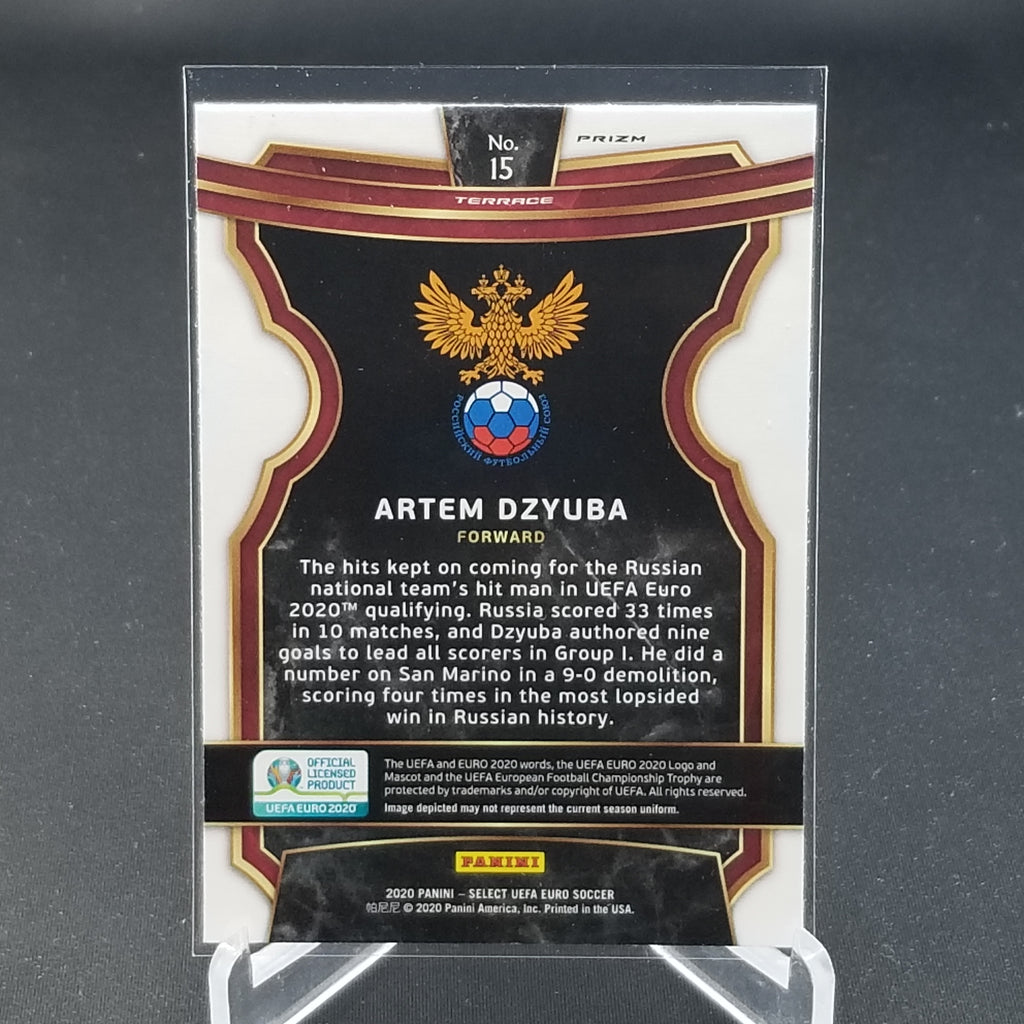 No.
15
PRIZM
TERRACE
РОССИЙСКИЙ ФУТБОЛЬНЫЙ СОЮЗ
ARTEM DZYUBA
FORWARD
The hits kept on coming for the Russian
national team's hit man in UEFA Euro
2020™ qualifying. Russia scored 33 times
in 10 matches, and Dzyuba authored nine
goals to lead all scorers in Group I. He did a
number on San Marino in a 9-0 demolition,
scoring four times in the most lopsided
win in Russian history.
OFFICIAL
LICENSED
PRODUCT
UEFA EURO 2020
The UEFA and EURO 2020 words, the UEFA EURO 2020 Logo and
Mascot and the UEFA European Football Championship Trophy are
protected by trademarks and/or copyright of UEFA. All rights reserved.
Image depicted may not represent the current season uniform.
PANINI
2020 PANINI – SELECT UEFA EURO SOCCER
帕尼尼 © 2020 Panini America, Inc. Printed in the USA.